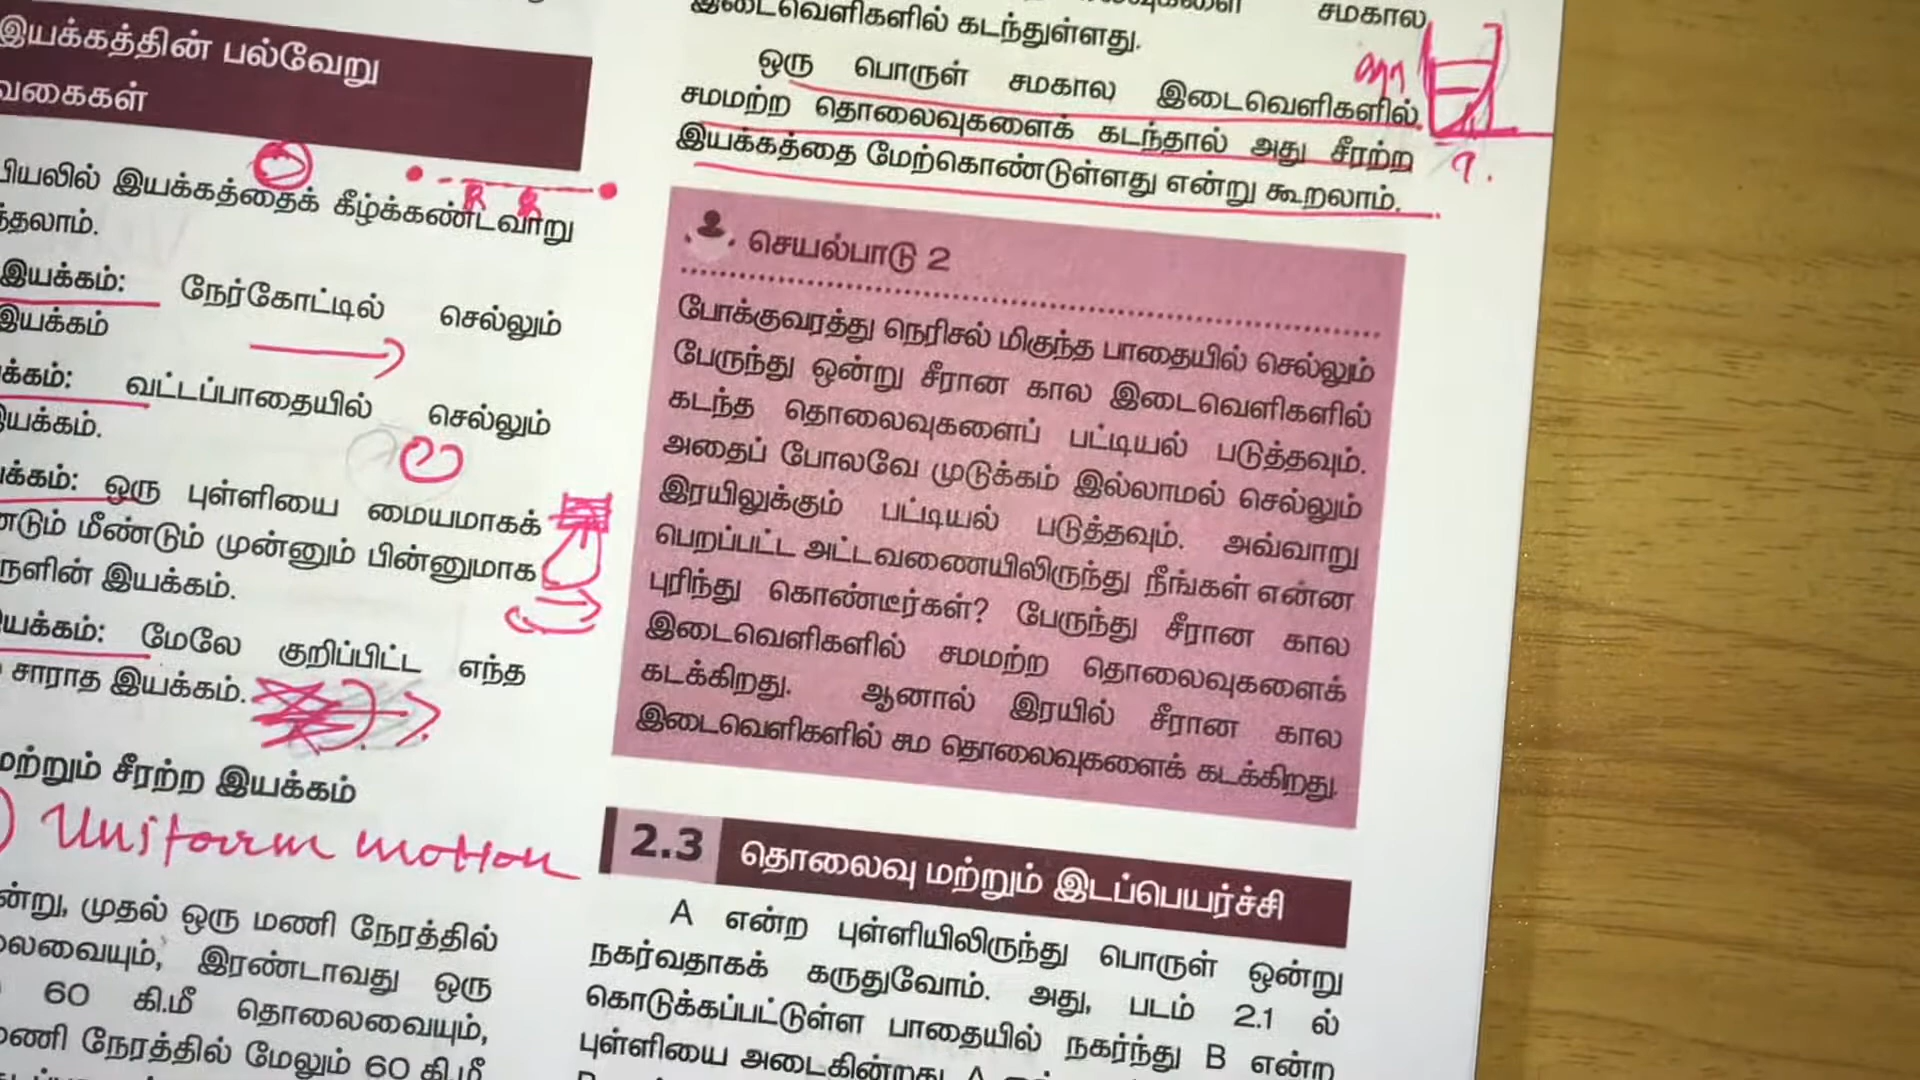 இயக்கத்தின் பல்வேறு
வகைகள்
இயக்கத்தைக் கீழ்க்கண்டவாறு
இயக்கம்: நேர்கோட்டில் செல்லும்
இயக்கம்
வட்டப்பாதையில் செல்லும்
ஒரு புள்ளியை மையமாகக்
மீண்டும் முன்னும் பின்னுமாக
இயக்கம்.
மேலே குறிப்பிட்ட எந்த
சாராத இயக்கம்.
மற்றும் சீரற்ற இயக்கம்
Uniform motion
முதல் ஒரு மணி நேரத்தில்
இரண்டாவது ஒரு
60 கி.மீ தொலைவையும்,
நேரத்தில் மேலும் 60 கி.மீ
சமகால
இடைவெளிகளில் கடந்துள்ளது.
ஒரு பொருள் சமகால இடைவெளிகளில்
சமமற்ற தொலைவுகளைக் கடந்தால் அது சீரற்ற
இயக்கத்தை மேற்கொண்டுள்ளது என்று கூறலாம்.
செயல்பாடு 2
போக்குவரத்து நெரிசல் மிகுந்த பாதையில் செல்லும்
பேருந்து ஒன்று சீரான கால இடைவெளிகளில்
கடந்த தொலைவுகளைப் பட்டியல் படுத்தவும்.
அதைப் போலவே முடுக்கம் இல்லாமல் செல்லும்
இரயிலுக்கும் பட்டியல் படுத்தவும். அவ்வாறு
பெறப்பட்ட அட்டவணையிலிருந்து நீங்கள் என்ன
புரிந்து கொண்டீர்கள்? பேருந்து சீரான கால
இடைவெளிகளில் சமமற்ற தொலைவுகளைக்
கடக்கிறது. ஆனால் இரயில் சீரான கால
இடைவெளிகளில் சம தொலைவுகளைக் கடக்கிறது.
2.3 தொலைவு மற்றும் இடப்பெயர்ச்சி
A என்ற புள்ளியிலிருந்து பொருள் ஒன்று
நகர்வதாகக் கருதுவோம். அது, படம் 2.1 ல்
கொடுக்கப்பட்டுள்ள பாதையில் நகர்ந்து B என்ற
புள்ளியை அடைகின்றது. A